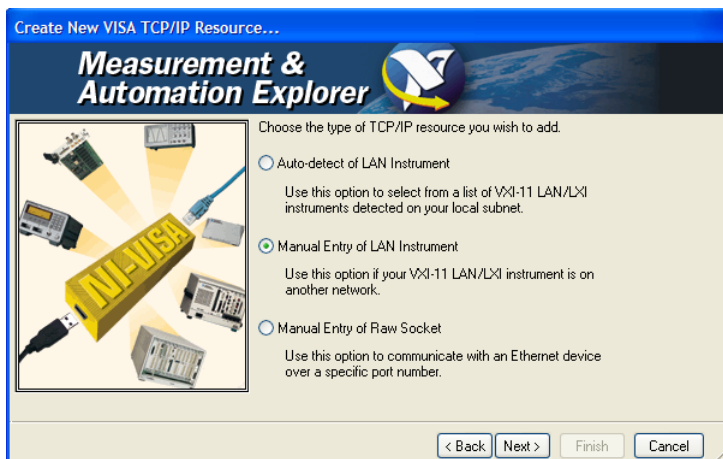 Create New VISA TCP/IP Resource...
Measurement &
Automation Explorer
Choose the type of TCP/IP resource you wish to add.
Auto-detect of LAN Instrument
Use this option to select from a list of VXI-11 LAN/LXI
instruments detected on your local subnet.
Manual Entry of LAN Instrument
Use this option if your VXI-11 LAN/LXI instrument is on
another network.
Manual Entry of Raw Socket
Use this option to communicate with an Ethernet device
over a specific port number.
NI-VISA
< Back Next > Finish Cancel